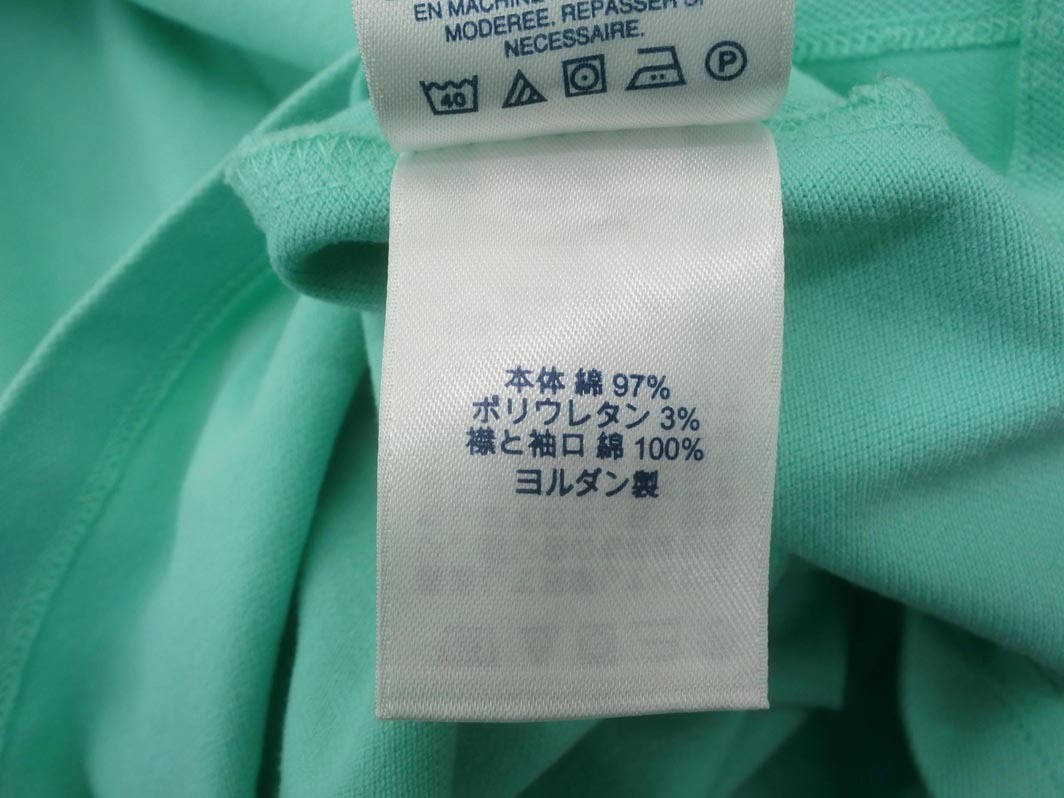 EN MACHINE
MODEREE. REPASSER SI
NECESSAIRE.
40 P
本体 綿 97%
ポリウレタン 3%
襟と袖口 綿 100%
ヨルダン製